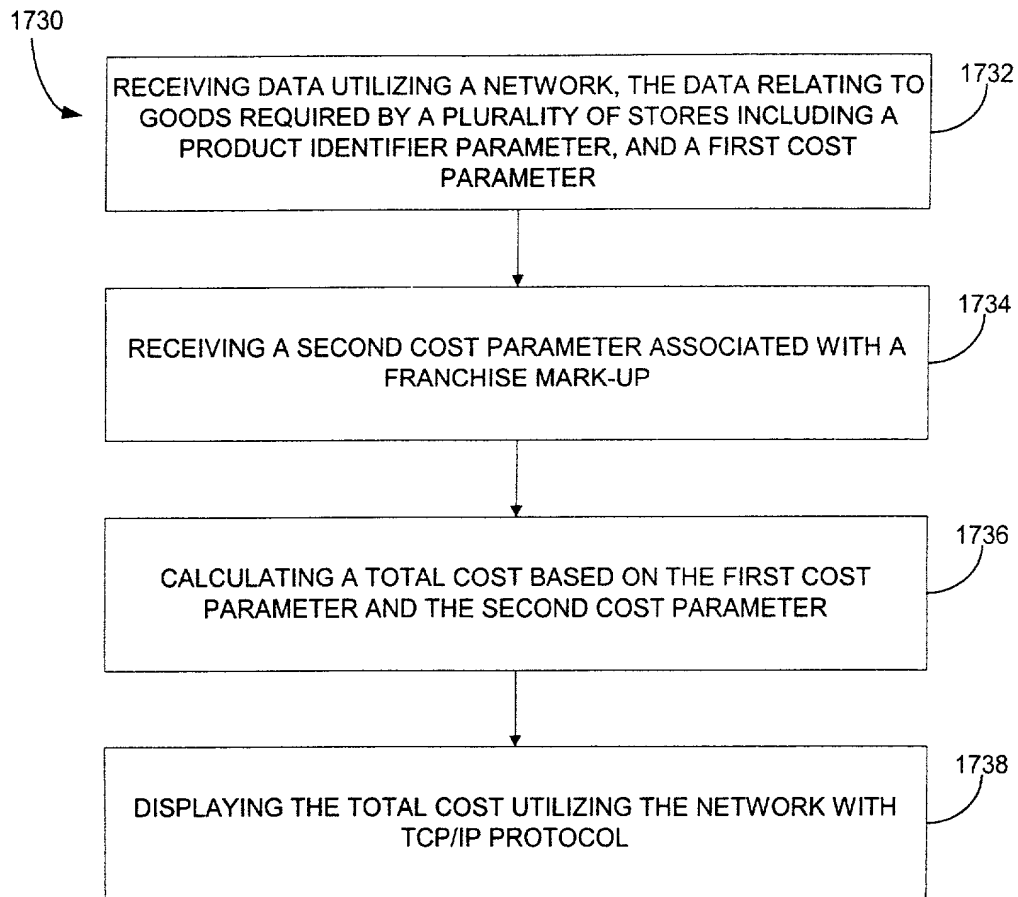 1730
1732
RECEIVING DATA UTILIZING A NETWORK, THE DATA RELATING TO
GOODS REQUIRED BY A PLURALITY OF STORES INCLUDING A
PRODUCT IDENTIFIER PARAMETER, AND A FIRST COST
PARAMETER
1734
RECEIVING A SECOND COST PARAMETER ASSOCIATED WITH A
FRANCHISE MARK-UP
1736
CALCULATING A TOTAL COST BASED ON THE FIRST COST
PARAMETER AND THE SECOND COST PARAMETER
1738
DISPLAYING THE TOTAL COST UTILIZING THE NETWORK WITH
TCP/IP PROTOCOL